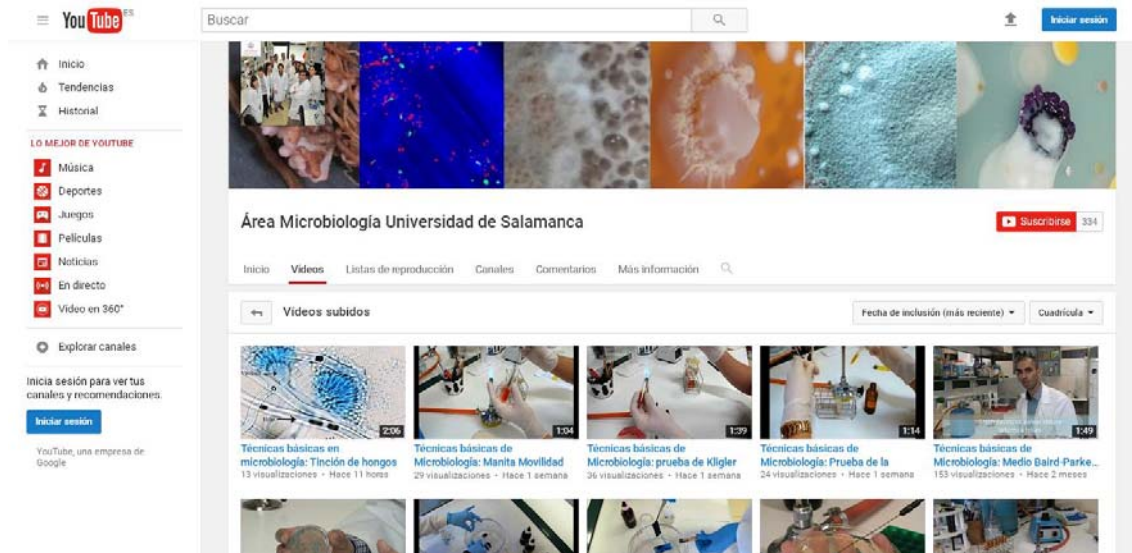 YouTube ES
Buscar
Iniciar sesión
Inicio
Tendencias
Historial
LO MEJOR DE YOUTUBE
Música
Deportes
Juegos
Películas
Noticias
En directo
Vídeo en 360°
Explorar canales
Inicia sesión para ver tus
canales y recomendaciones.
Iniciar sesión
YouTube, una empresa de
Google
Área Microbiología Universidad de Salamanca
Suscribirse 334
Inicio Vídeos Listas de reproducción Canales Comentarios Más información
Vídeos subidos
Fecha de inclusión (más reciente)
Cuadrícula
2:06
Técnicas básicas en
microbiología: Tinción de hongos
13 visualizaciones • Hace 11 horas
1:04
Técnicas básicas de
Microbiología: Manita Movilidad
29 visualizaciones • Hace 1 semana
1:39
Técnicas básicas de
Microbiología: prueba de Kligler
36 visualizaciones • Hace 1 semana
1:14
Técnicas básicas de
Microbiología: Prueba de la
24 visualizaciones • Hace 1 semana
1:49
Técnicas básicas de
Microbiología: Medio Baird-Parke...
153 visualizaciones • Hace 2 meses